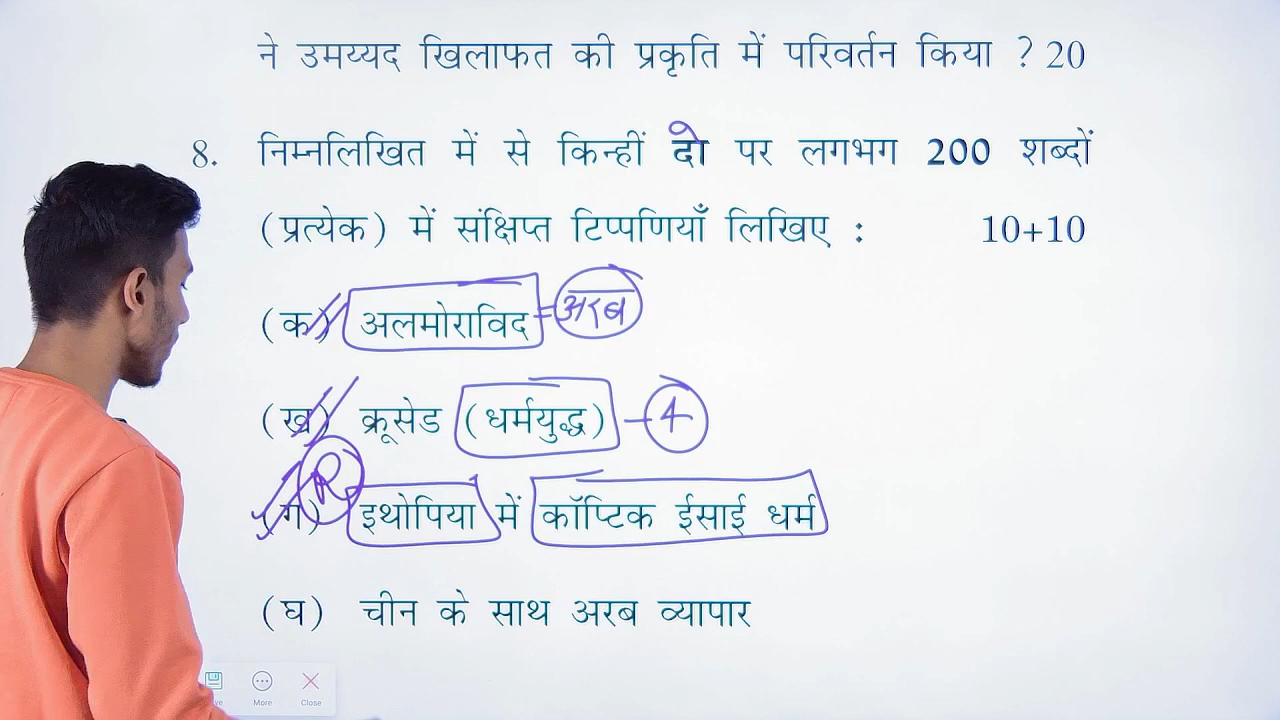 ने उमय्यद खिलाफत की प्रकृति में परिवर्तन किया ? 20
8. निम्नलिखित में से किन्हीं दो पर लगभग 200 शब्दों
(प्रत्येक) में संक्षिप्त टिप्पणियाँ लिखिए : 10+10
(क) अलमोराविद = अरब
(ख) क्रूसेड (धर्मयुद्ध) - 4
R
(ग) इथोपिया में कॉप्टिक ईसाई धर्म
(घ) चीन के साथ अरब व्यापार
More Close